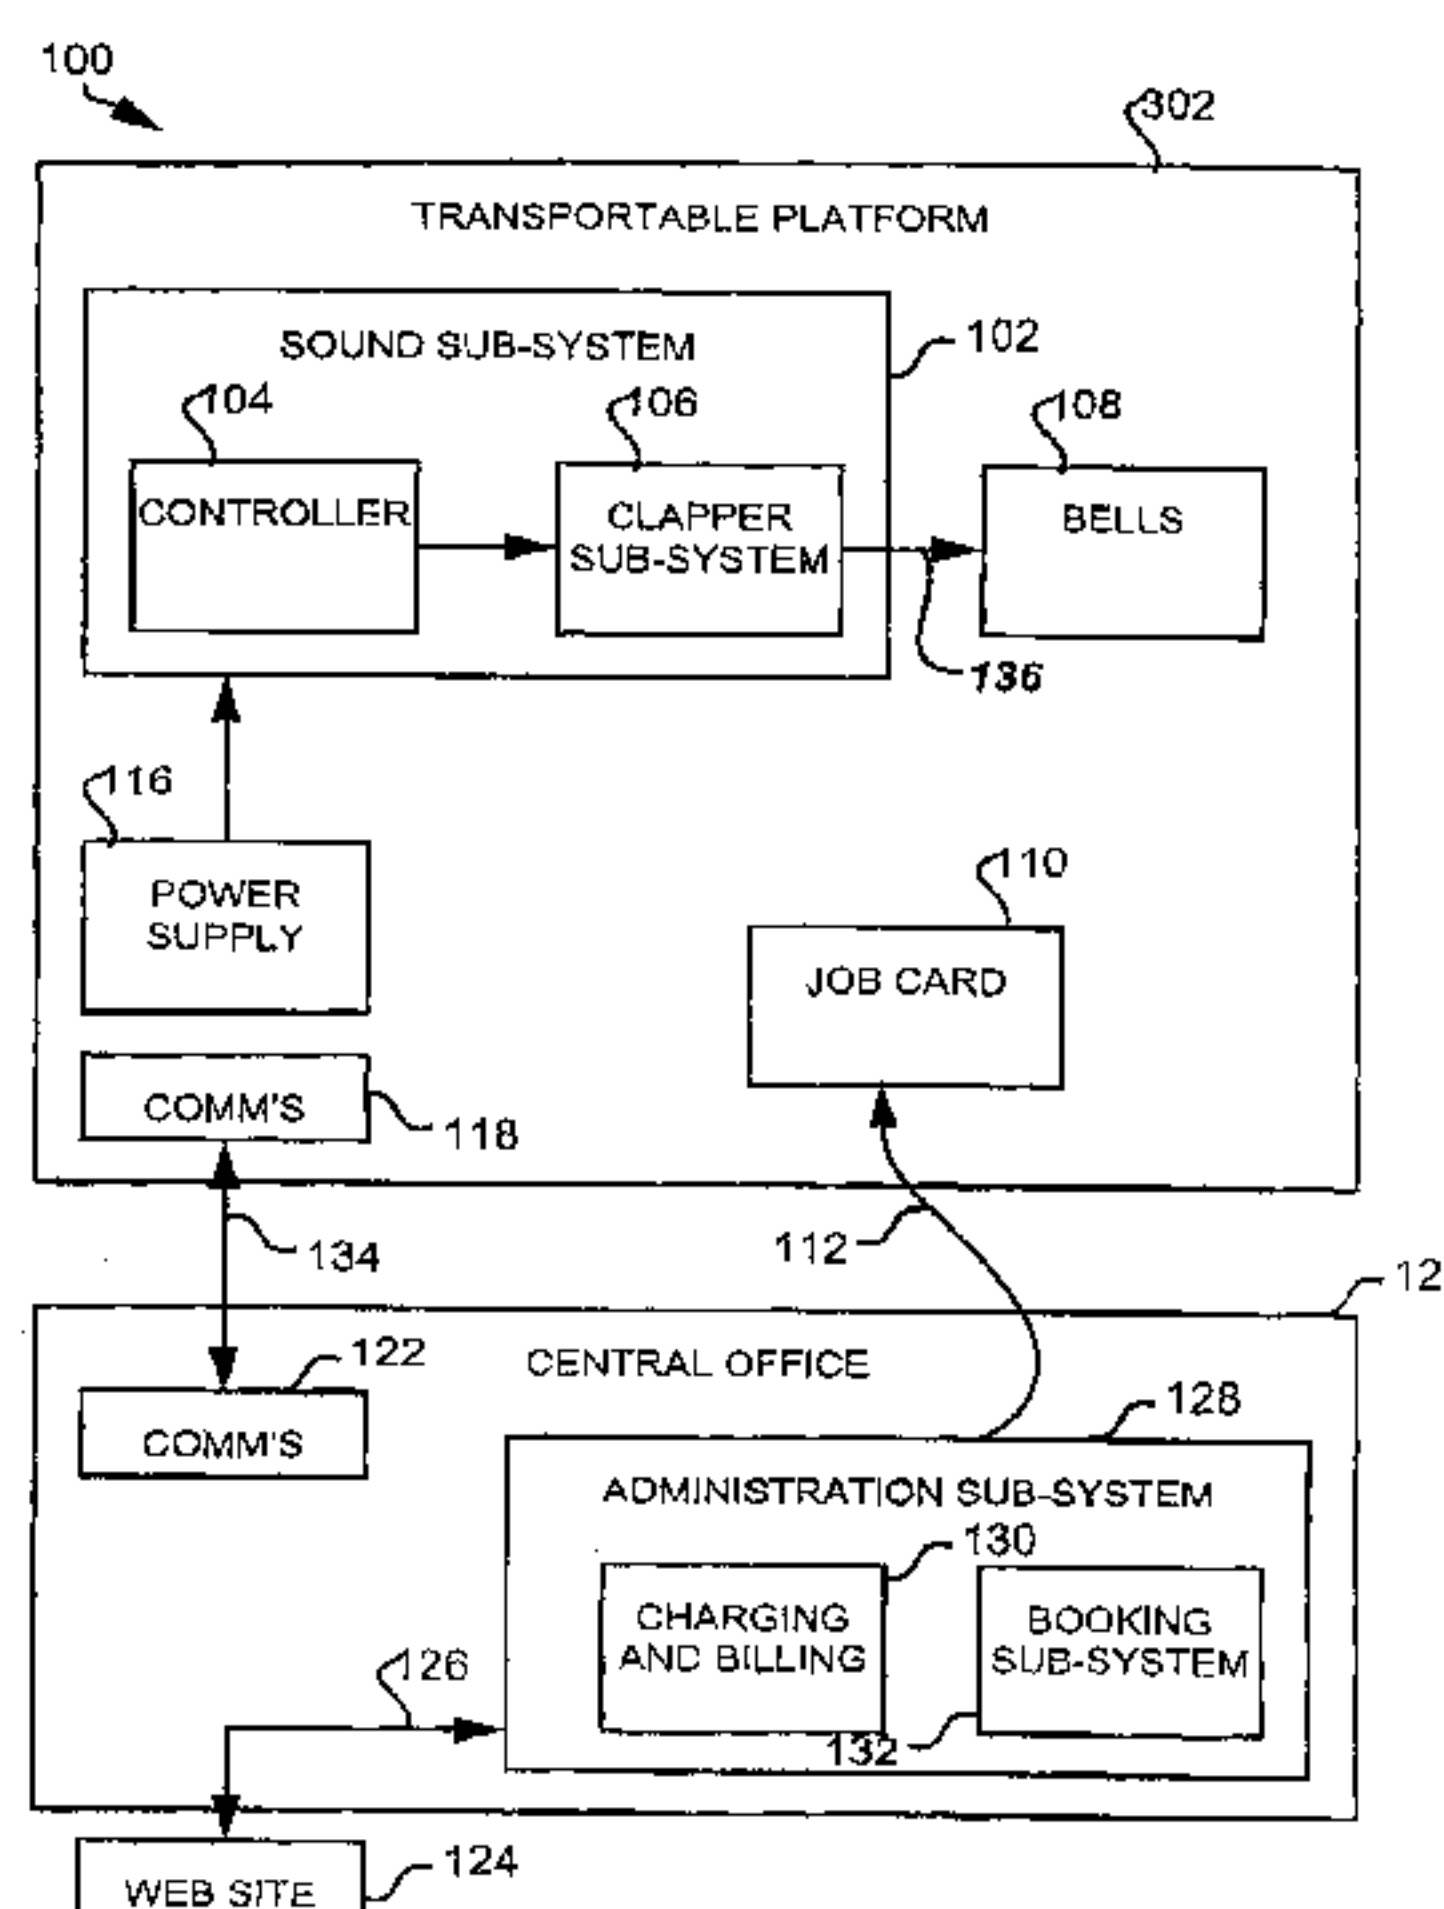 100
302
TRANSPORTABLE PLATFORM
SOUND SUB-SYSTEM
102
104
106
108
CONTROLLER
CLAPPER
SUB-SYSTEM
BELLS
136
116
POWER
SUPPLY
110
JOB CARD
COMM'S
118
134
112
12
CENTRAL OFFICE
122
COMM'S
128
ADMINISTRATION SUB-SYSTEM
130
CHARGING
AND BILLING
BOOKING
SUB-SYSTEM
126
132
124
WEB SITE